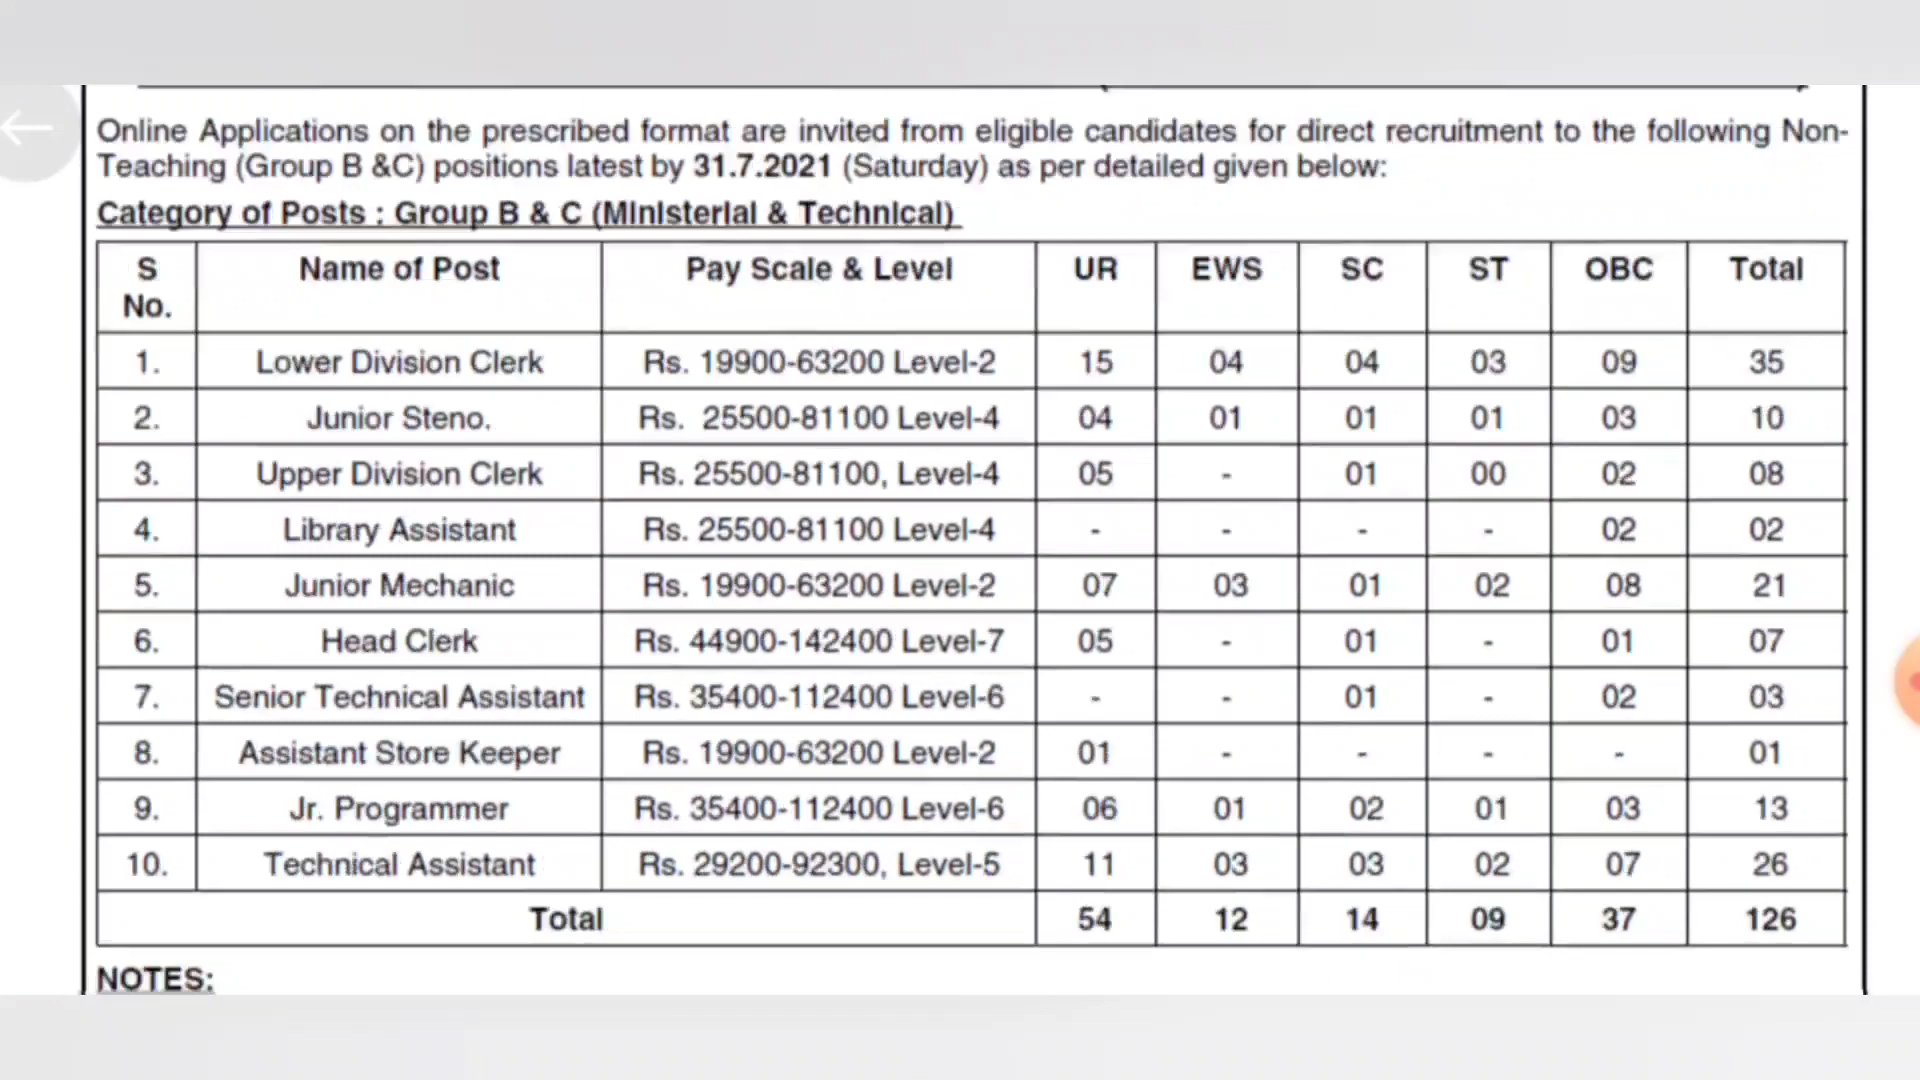 Online Applications on the prescribed format are invited from eligible candidates for direct recruitment to the following Non-
Teaching (Group B &C) positions latest by 31.7.2021 (Saturday) as per detailed given below:
Category of Posts : Group B & C (Ministerial & Technical)
S No. Name of Post Pay Scale & Level UR EWS SC ST OBC Total
1. Lower Division Clerk Rs. 19900-63200 Level-2 15 04 04 03 09 35
2. Junior Steno. Rs. 25500-81100 Level-4 04 01 01 01 03 10
3. Upper Division Clerk Rs. 25500-81100, Level-4 05 - 01 00 02 08
4. Library Assistant Rs. 25500-81100 Level-4 - - - - 02 02
5. Junior Mechanic Rs. 19900-63200 Level-2 07 03 01 02 08 21
6. Head Clerk Rs. 44900-142400 Level-7 05 - 01 - 01 07
7. Senior Technical Assistant Rs. 35400-112400 Level-6 - - 01 - 02 03
8. Assistant Store Keeper Rs. 19900-63200 Level-2 01 - - - - 01
9. Jr. Programmer Rs. 35400-112400 Level-6 06 01 02 01 03 13
10. Technical Assistant Rs. 29200-92300, Level-5 11 03 03 02 07 26
Total 54 12 14 09 37 126
NOTES: